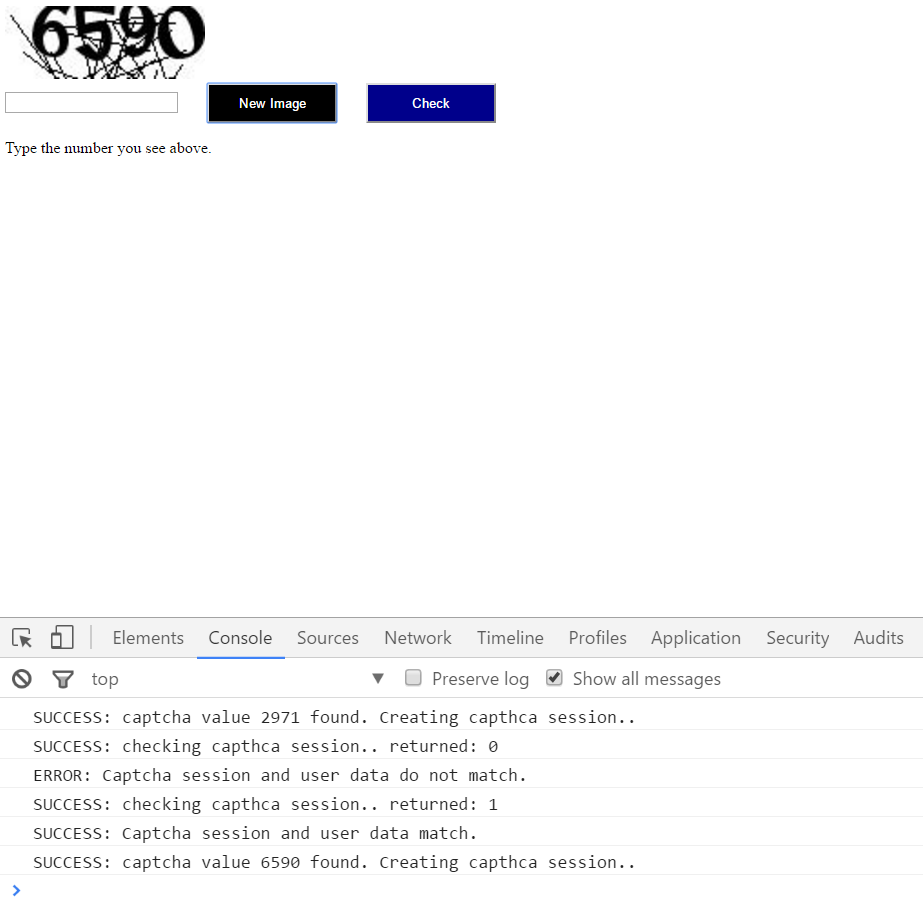 6590
New Image Check
Type the number you see above.
Elements Console Sources Network Timeline Profiles Application Security Audits
top Preserve log Show all messages
SUCCESS: captcha value 2971 found. Creating capthca session..
SUCCESS: checking capthca session.. returned: 0
ERROR: Captcha session and user data do not match.
SUCCESS: checking capthca session.. returned: 1
SUCCESS: Captcha session and user data match.
SUCCESS: captcha value 6590 found. Creating capthca session..